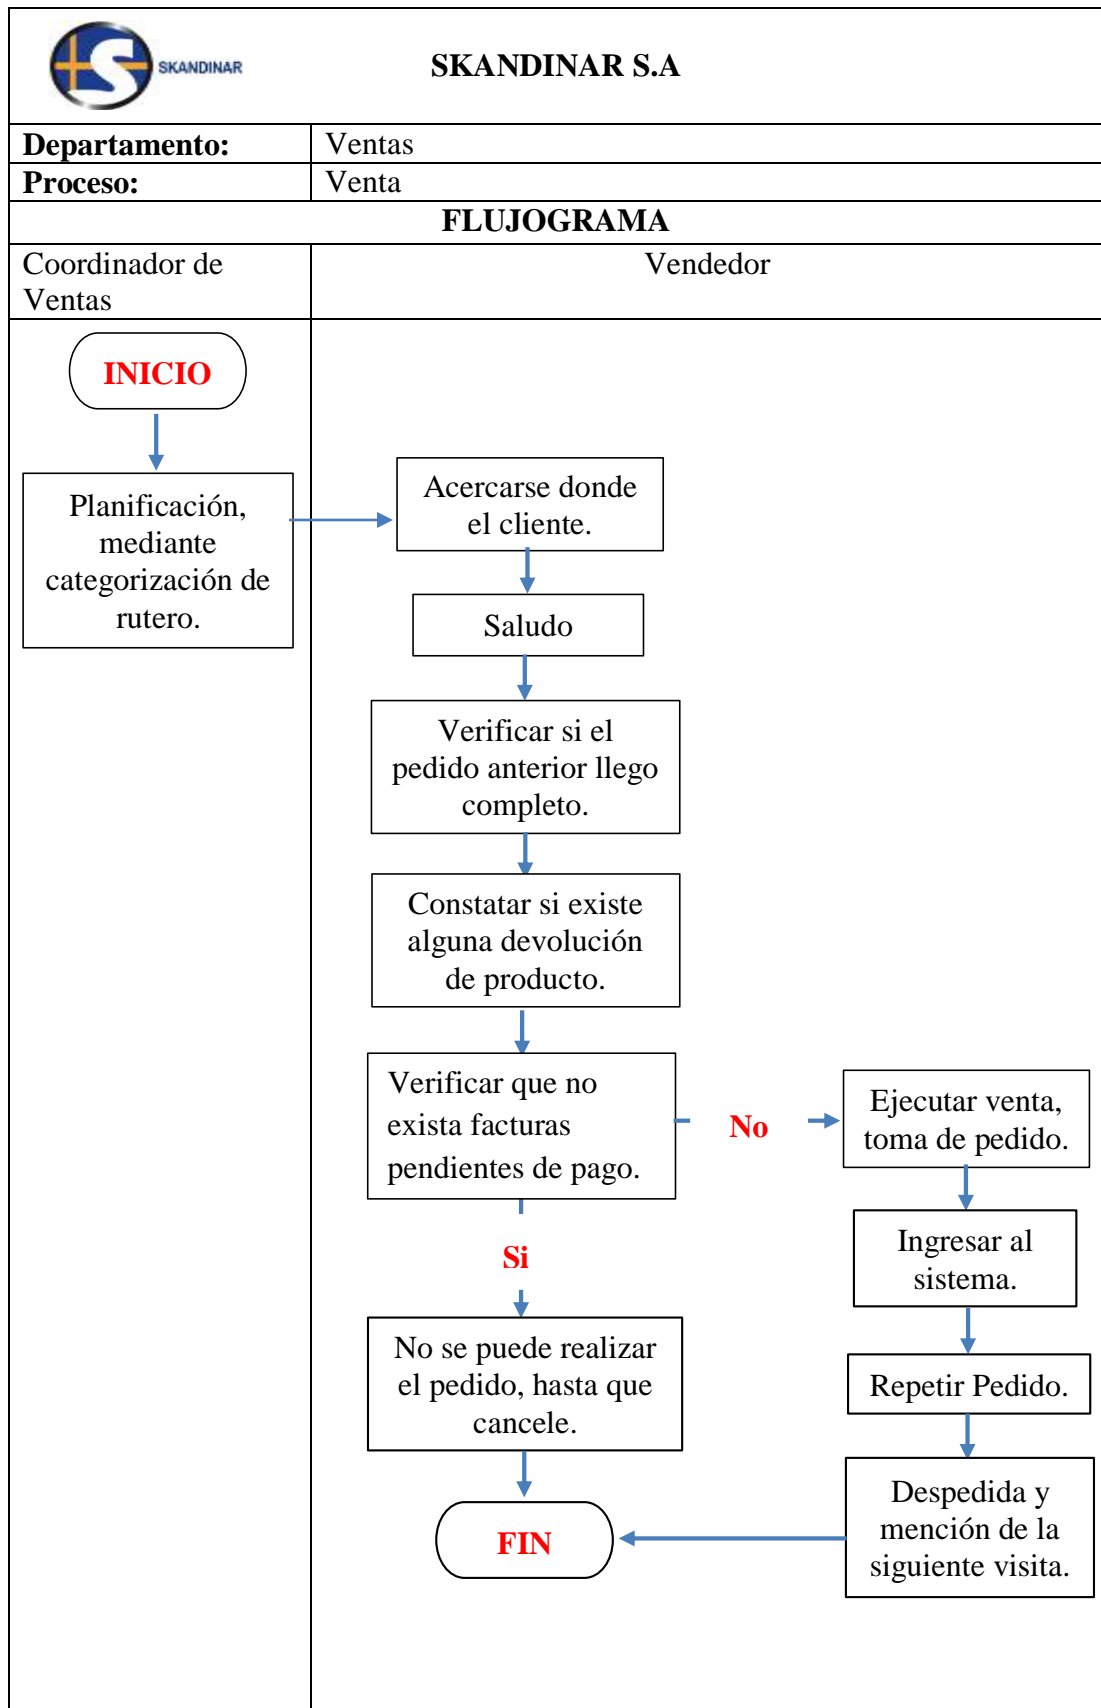 SKANDINAR
SKANDINAR S.A
Departamento:
Ventas
Proceso:
Venta
FLUJOGRAMA
Coordinador de
Ventas
Vendedor
INICIO
Planificación,
mediante
categorización de
rutero.
Acercarse donde
el cliente.
Saludo
Verificar si el
pedido anterior llego
completo.
Constatar si existe
alguna devolución
de producto.
Verificar que no
exista facturas
pendientes de pago.
No
Ejecutar venta,
toma de pedido.
Ingresar al
sistema.
Si
No se puede realizar
el pedido, hasta que
cancele.
Repetir Pedido.
Despedida y
mención de la
siguiente visita.
FIN